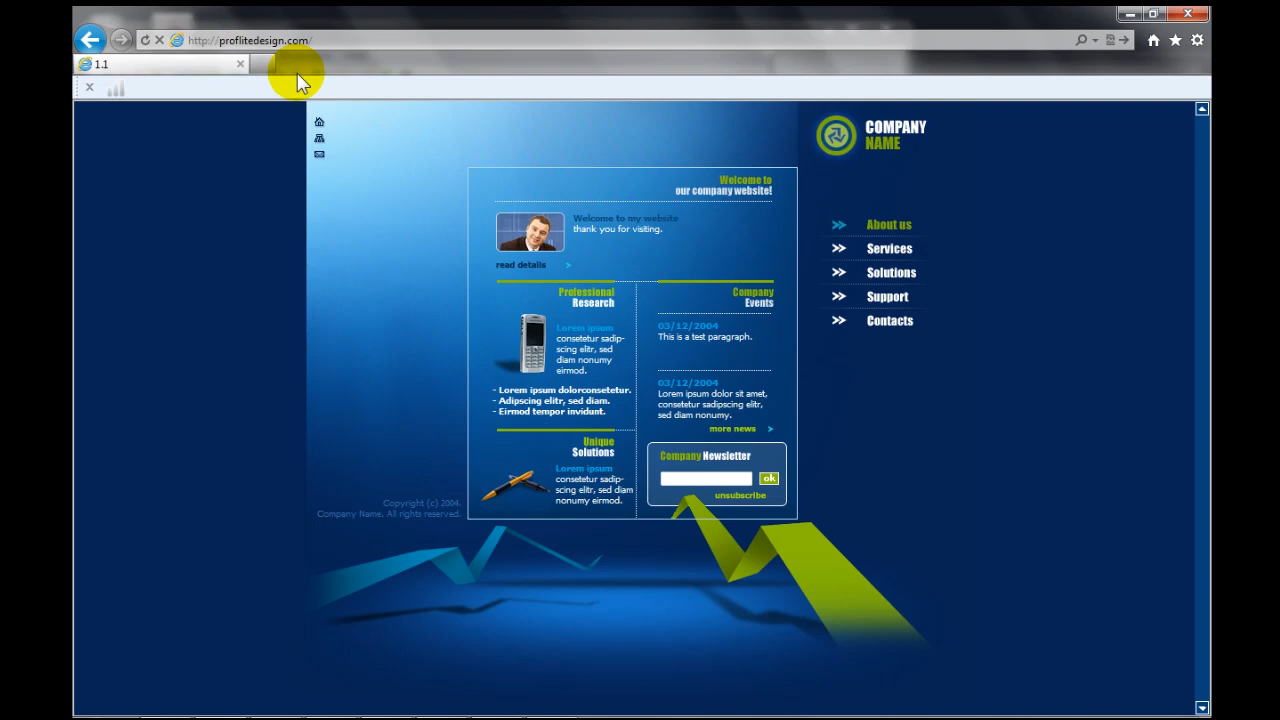 http://proflitedesign.com/
1.1
COMPANY
NAME
Welcome to
our company website!
Welcome to my website
thank you for visiting.
read details
About us
Services
Solutions
Support
Contacts
Professional
Research
Lorem ipsum
consetetur sadip-
scing elitr, sed
diam nonumy
eirmod.
- Lorem ipsum dolorconsetetur.
- Adipscing elitr, sed diam.
- Eirmod tempor invidunt.
Company
Events
03/12/2004
This is a test paragraph.
03/12/2004
Lorem ipsum dolor sit amet,
consetetur sadipscing elitr,
sed diam nonumy.
more news
Unique
Solutions
Lorem ipsum
consetetur sadip-
scing elitr, sed diam
nonumy eirmod.
Company Newsletter
ok
unsubscribe
Copyright (c) 2004.
Company Name. All rights reserved.